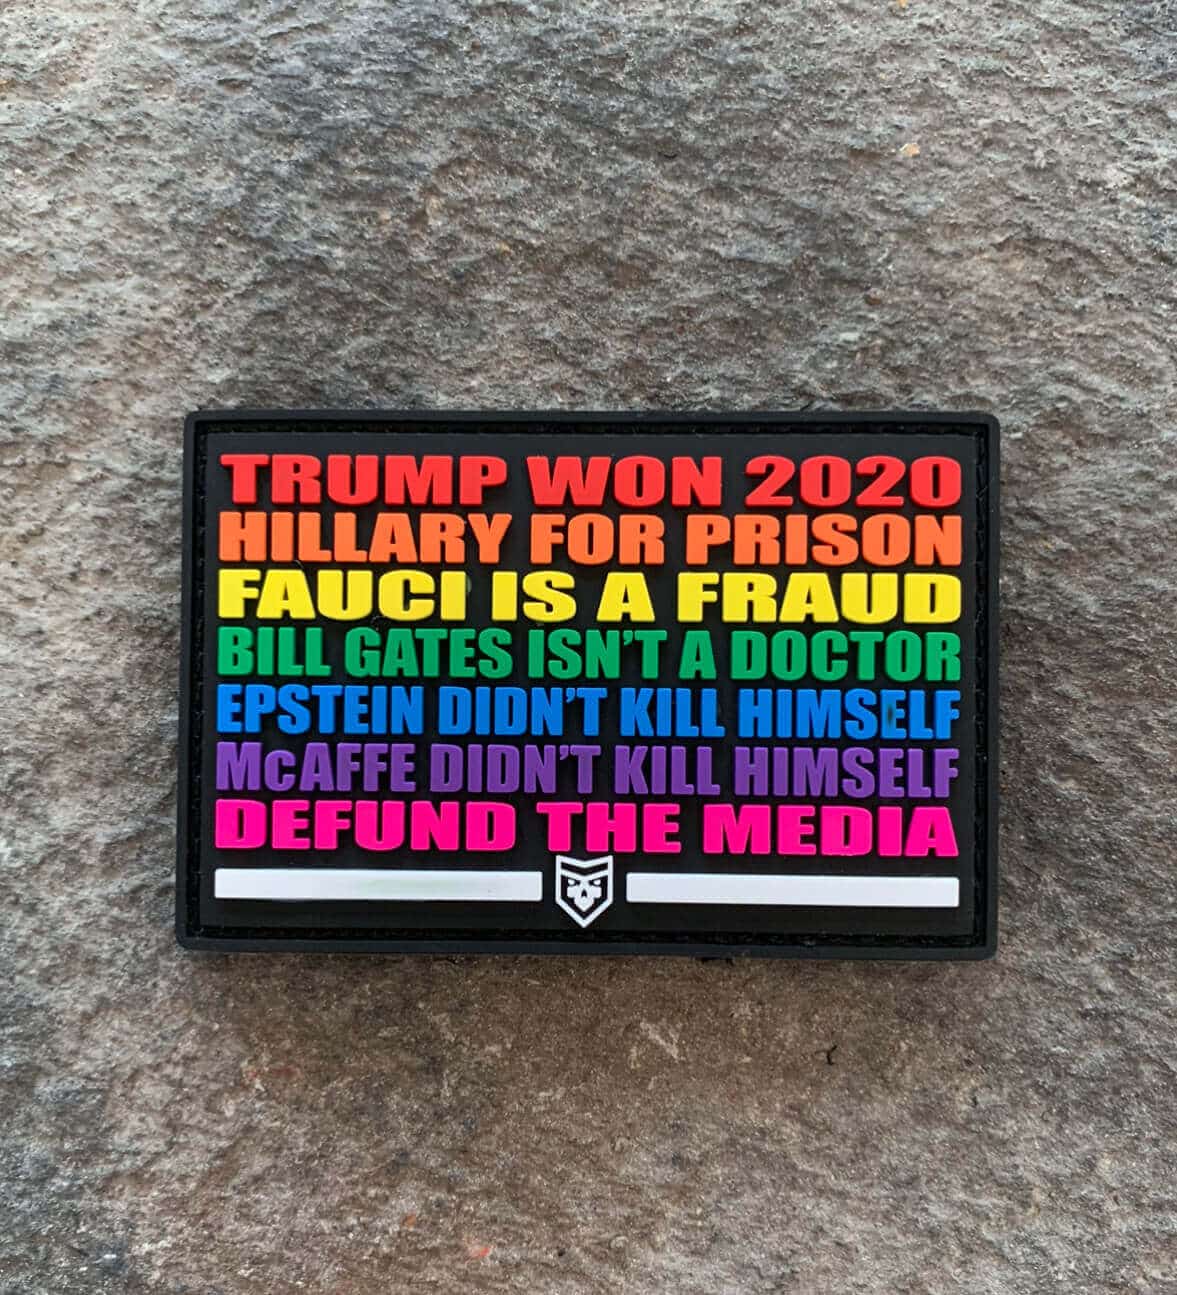 TRUMP WON 2020
HILLARY FOR PRISON
FAUCI IS A FRAUD
BILL GATES ISN'T A DOCTOR
EPSTEIN DIDN'T KILL HIMSELF
McAFFE DIDN'T KILL HIMSELF
DEFUND THE MEDIA